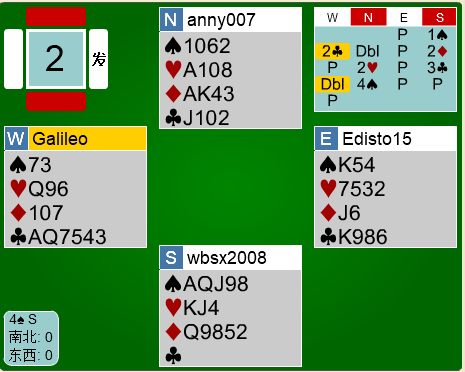 2
发
N anny007
♠1062
♥A108
♦AK43
♣J102
W N E S
P 1♠
2♣ Dbl P 2♦
P 2♥ P 3♣
Dbl 4♠ P P
P
W Galileo
♠73
♥Q96
♦107
♣AQ7543
E Edisto15
♠K54
♥7532
♦J6
♣K986
S wbsx2008
♠AQJ98
♥KJ4
♦Q9852
♣
4♠ S
南北: 0
东西: 0